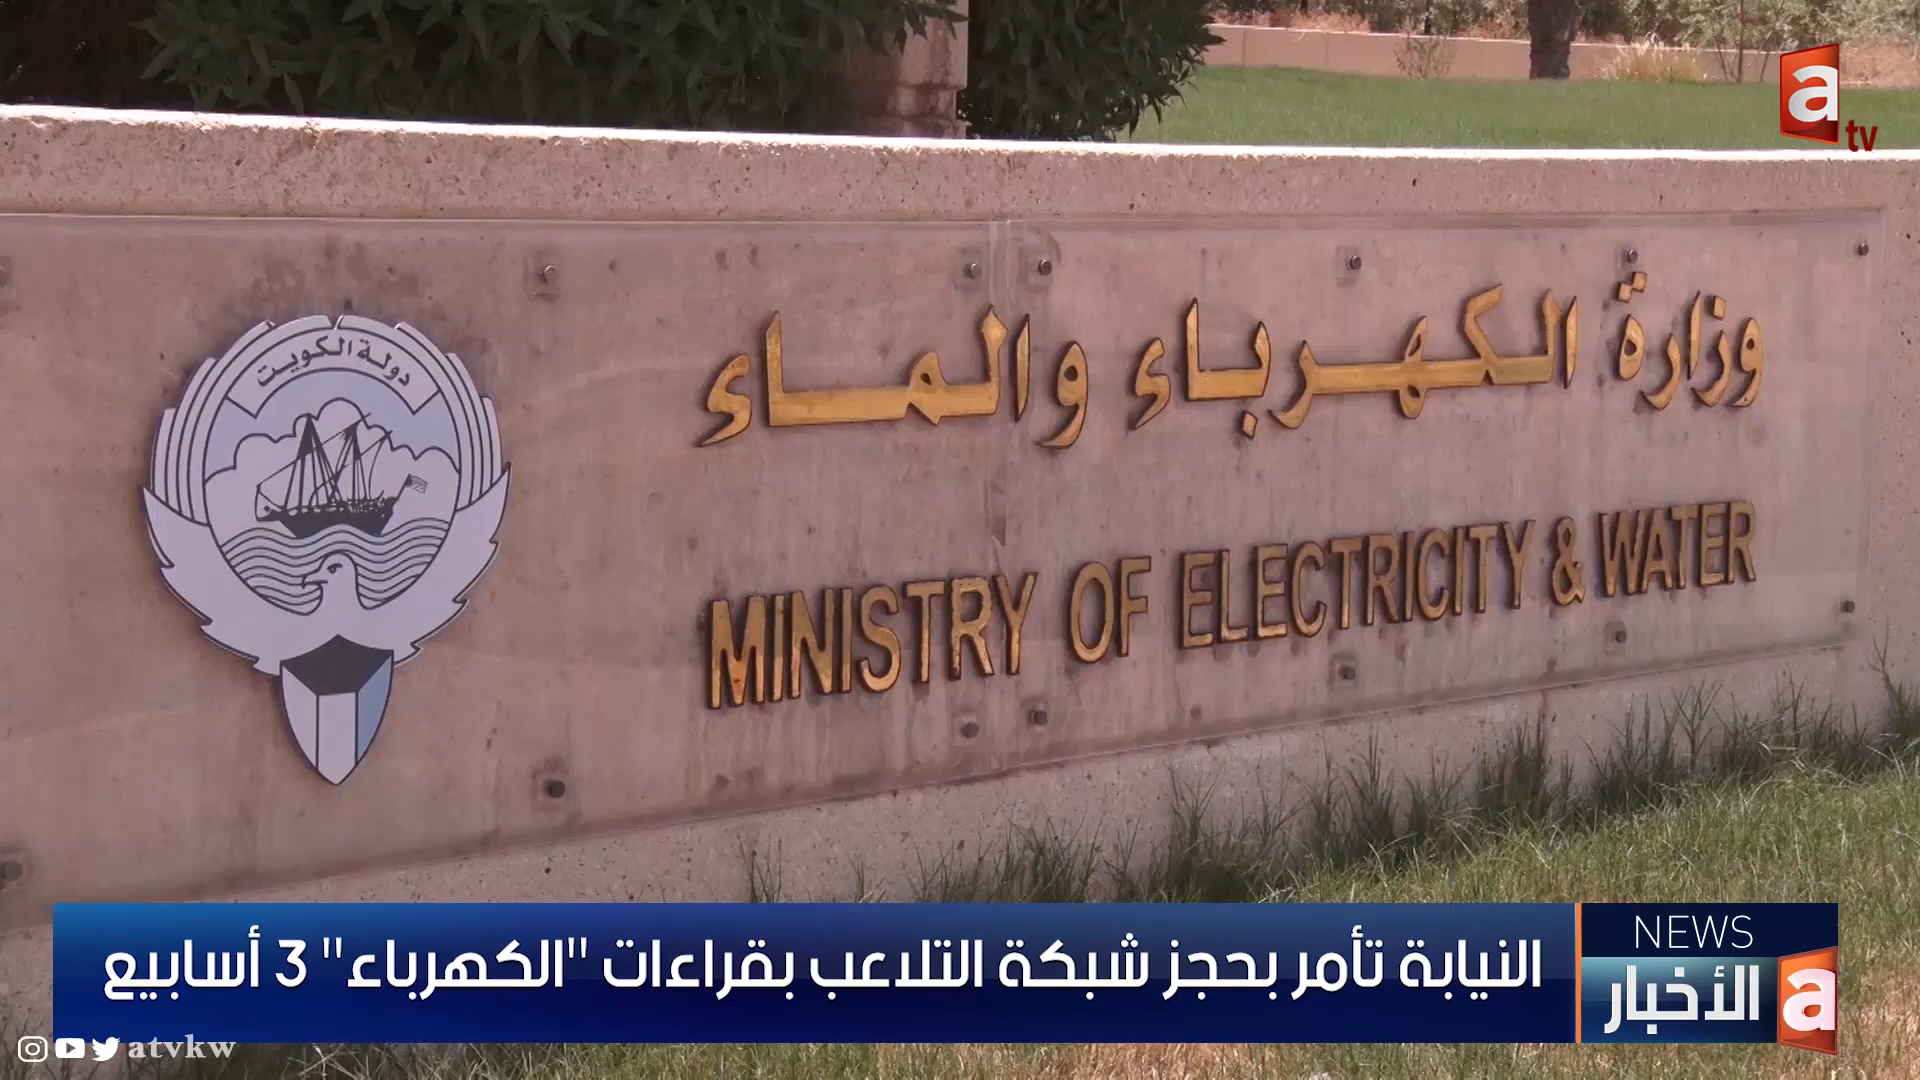 a
tv
وزارة الكهرباء والماء
دولة الكويت
MINISTRY OF ELECTRICITY & WATER
NEWS
الأخبار
a
النيابة تأمر بحجز شبكة التلاعب بقراءات "الكهرباء" 3 أسابيع
atvkw